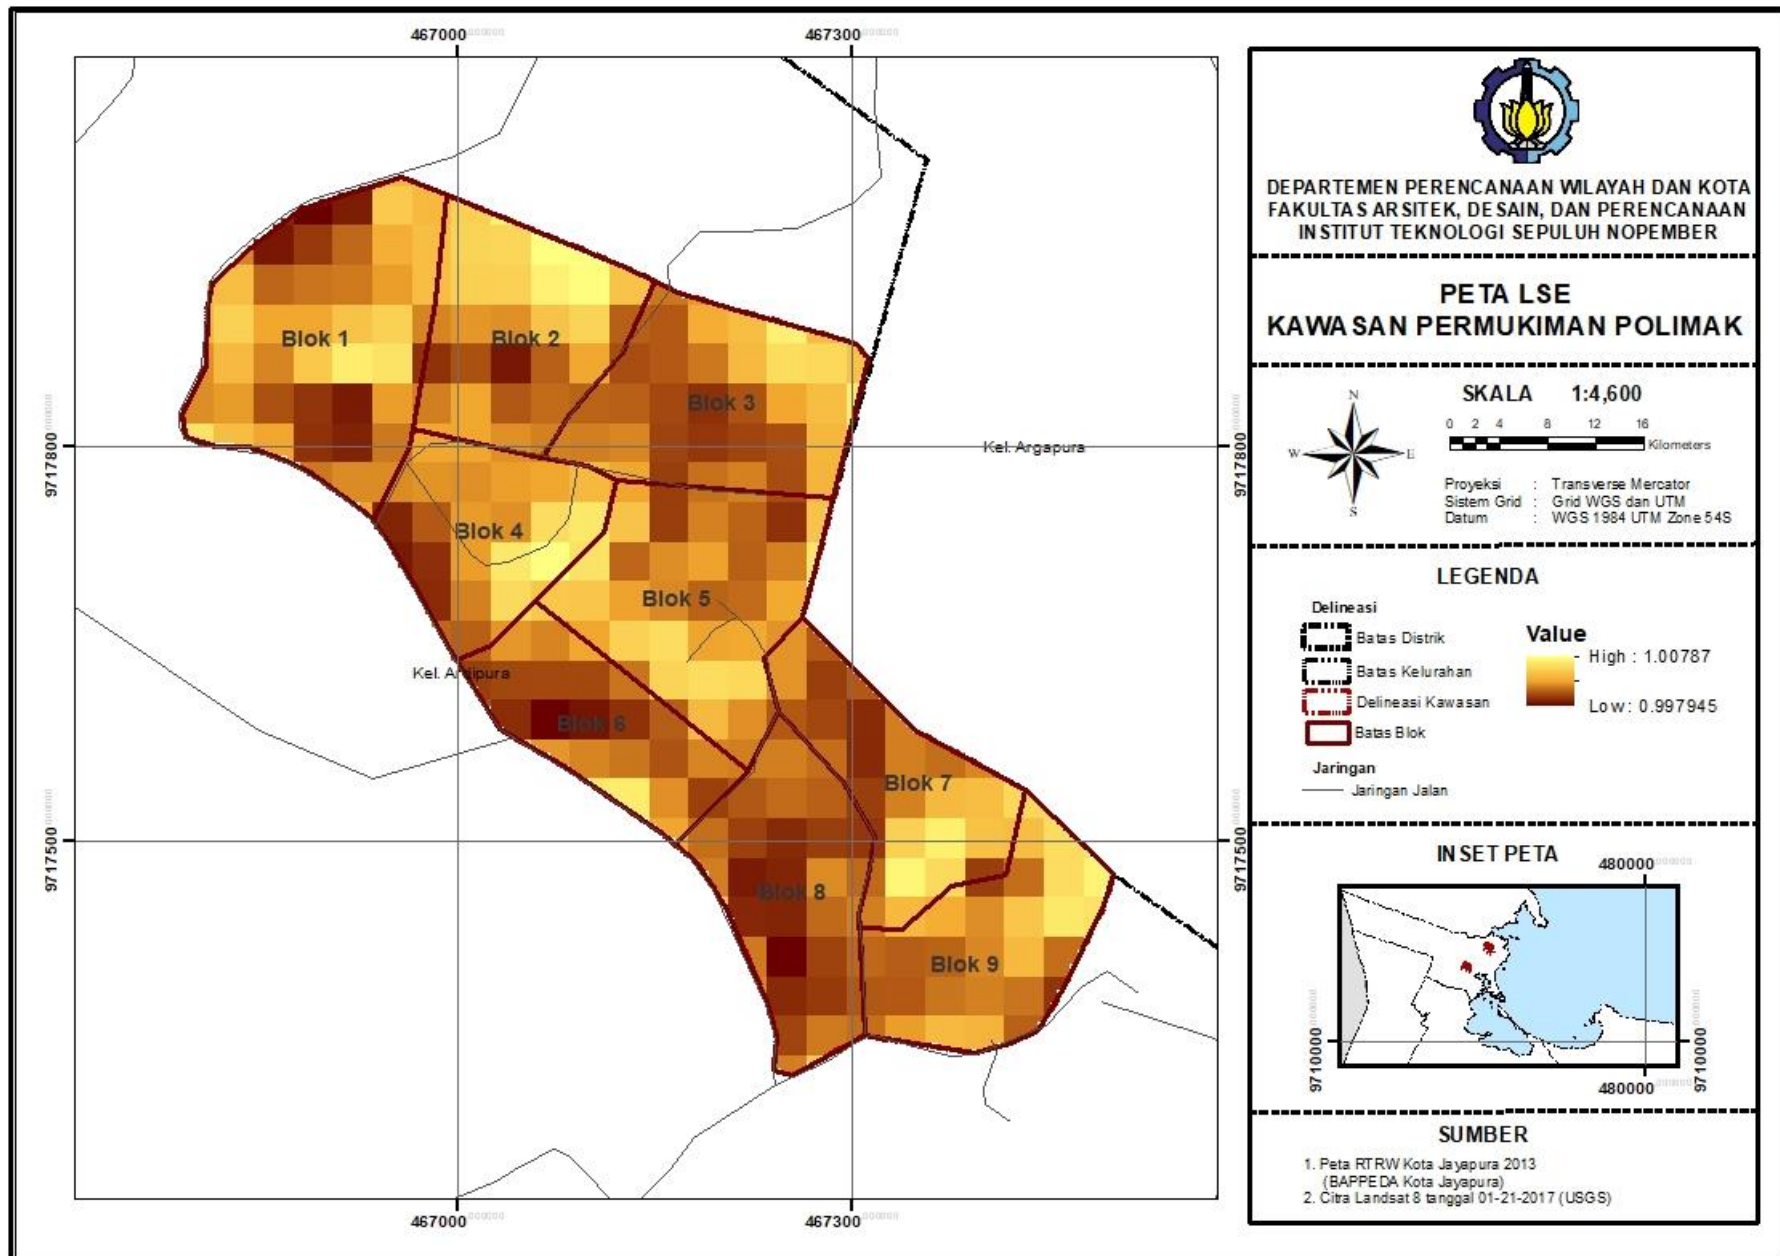 467000
467300
Blok 1
Blok 2
Blok 3
Blok 4
Blok 5
Blok 6
Blok 7
Blok 8
Blok 9
Kel. Argapura
Kel. Ardipura
9717800
9717800
9717500
9717500
467000
467300
DEPARTEMEN PERENCANAAN WILAYAH DAN KOTA
FAKULTAS ARSITEK, DESAIN, DAN PERENCANAAN
INSTITUT TEKNOLOGI SEPULUH NOPEMBER
PETA LSE
KAWASAN PERMUKIMAN POLIMAK
N
W
E
S
SKALA 1:4,600
0 2 4 8 12 16
Kilometers
Proyeksi : Transverse Mercator
Sistem Grid : Grid WGS dan UTM
Datum : WGS 1984 UTM Zone 54S
LEGENDA
Delineasi
Batas Distrik
Batas Kelurahan
Delineasi Kawasan
Batas Blok
Jaringan
Jaringan Jalan
Value
High : 1.00787
Low : 0.997945
INSET PETA
480000
9710000
9710000
480000
SUMBER
1. Peta RTRW Kota Jayapura 2013
(BAPPEDA Kota Jayapura)
2. Citra Landsat 8 tanggal 01-21-2017 (USGS)